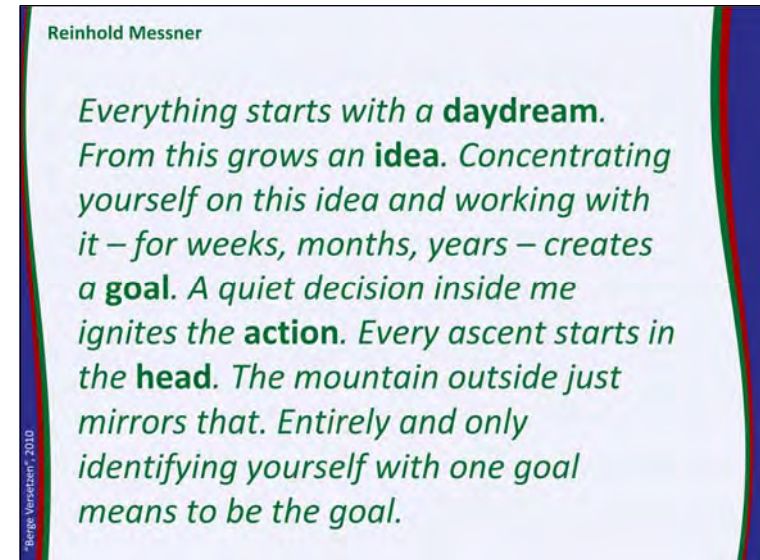 Reinhold Messner
Everything starts with a daydream.
From this grows an idea. Concentrating
yourself on this idea and working with
it – for weeks, months, years – creates
a goal. A quiet decision inside me
ignites the action. Every ascent starts in
the head. The mountain outside just
mirrors that. Entirely and only
identifying yourself with one goal
means to be the goal.
"Berge Versetzen", 2010